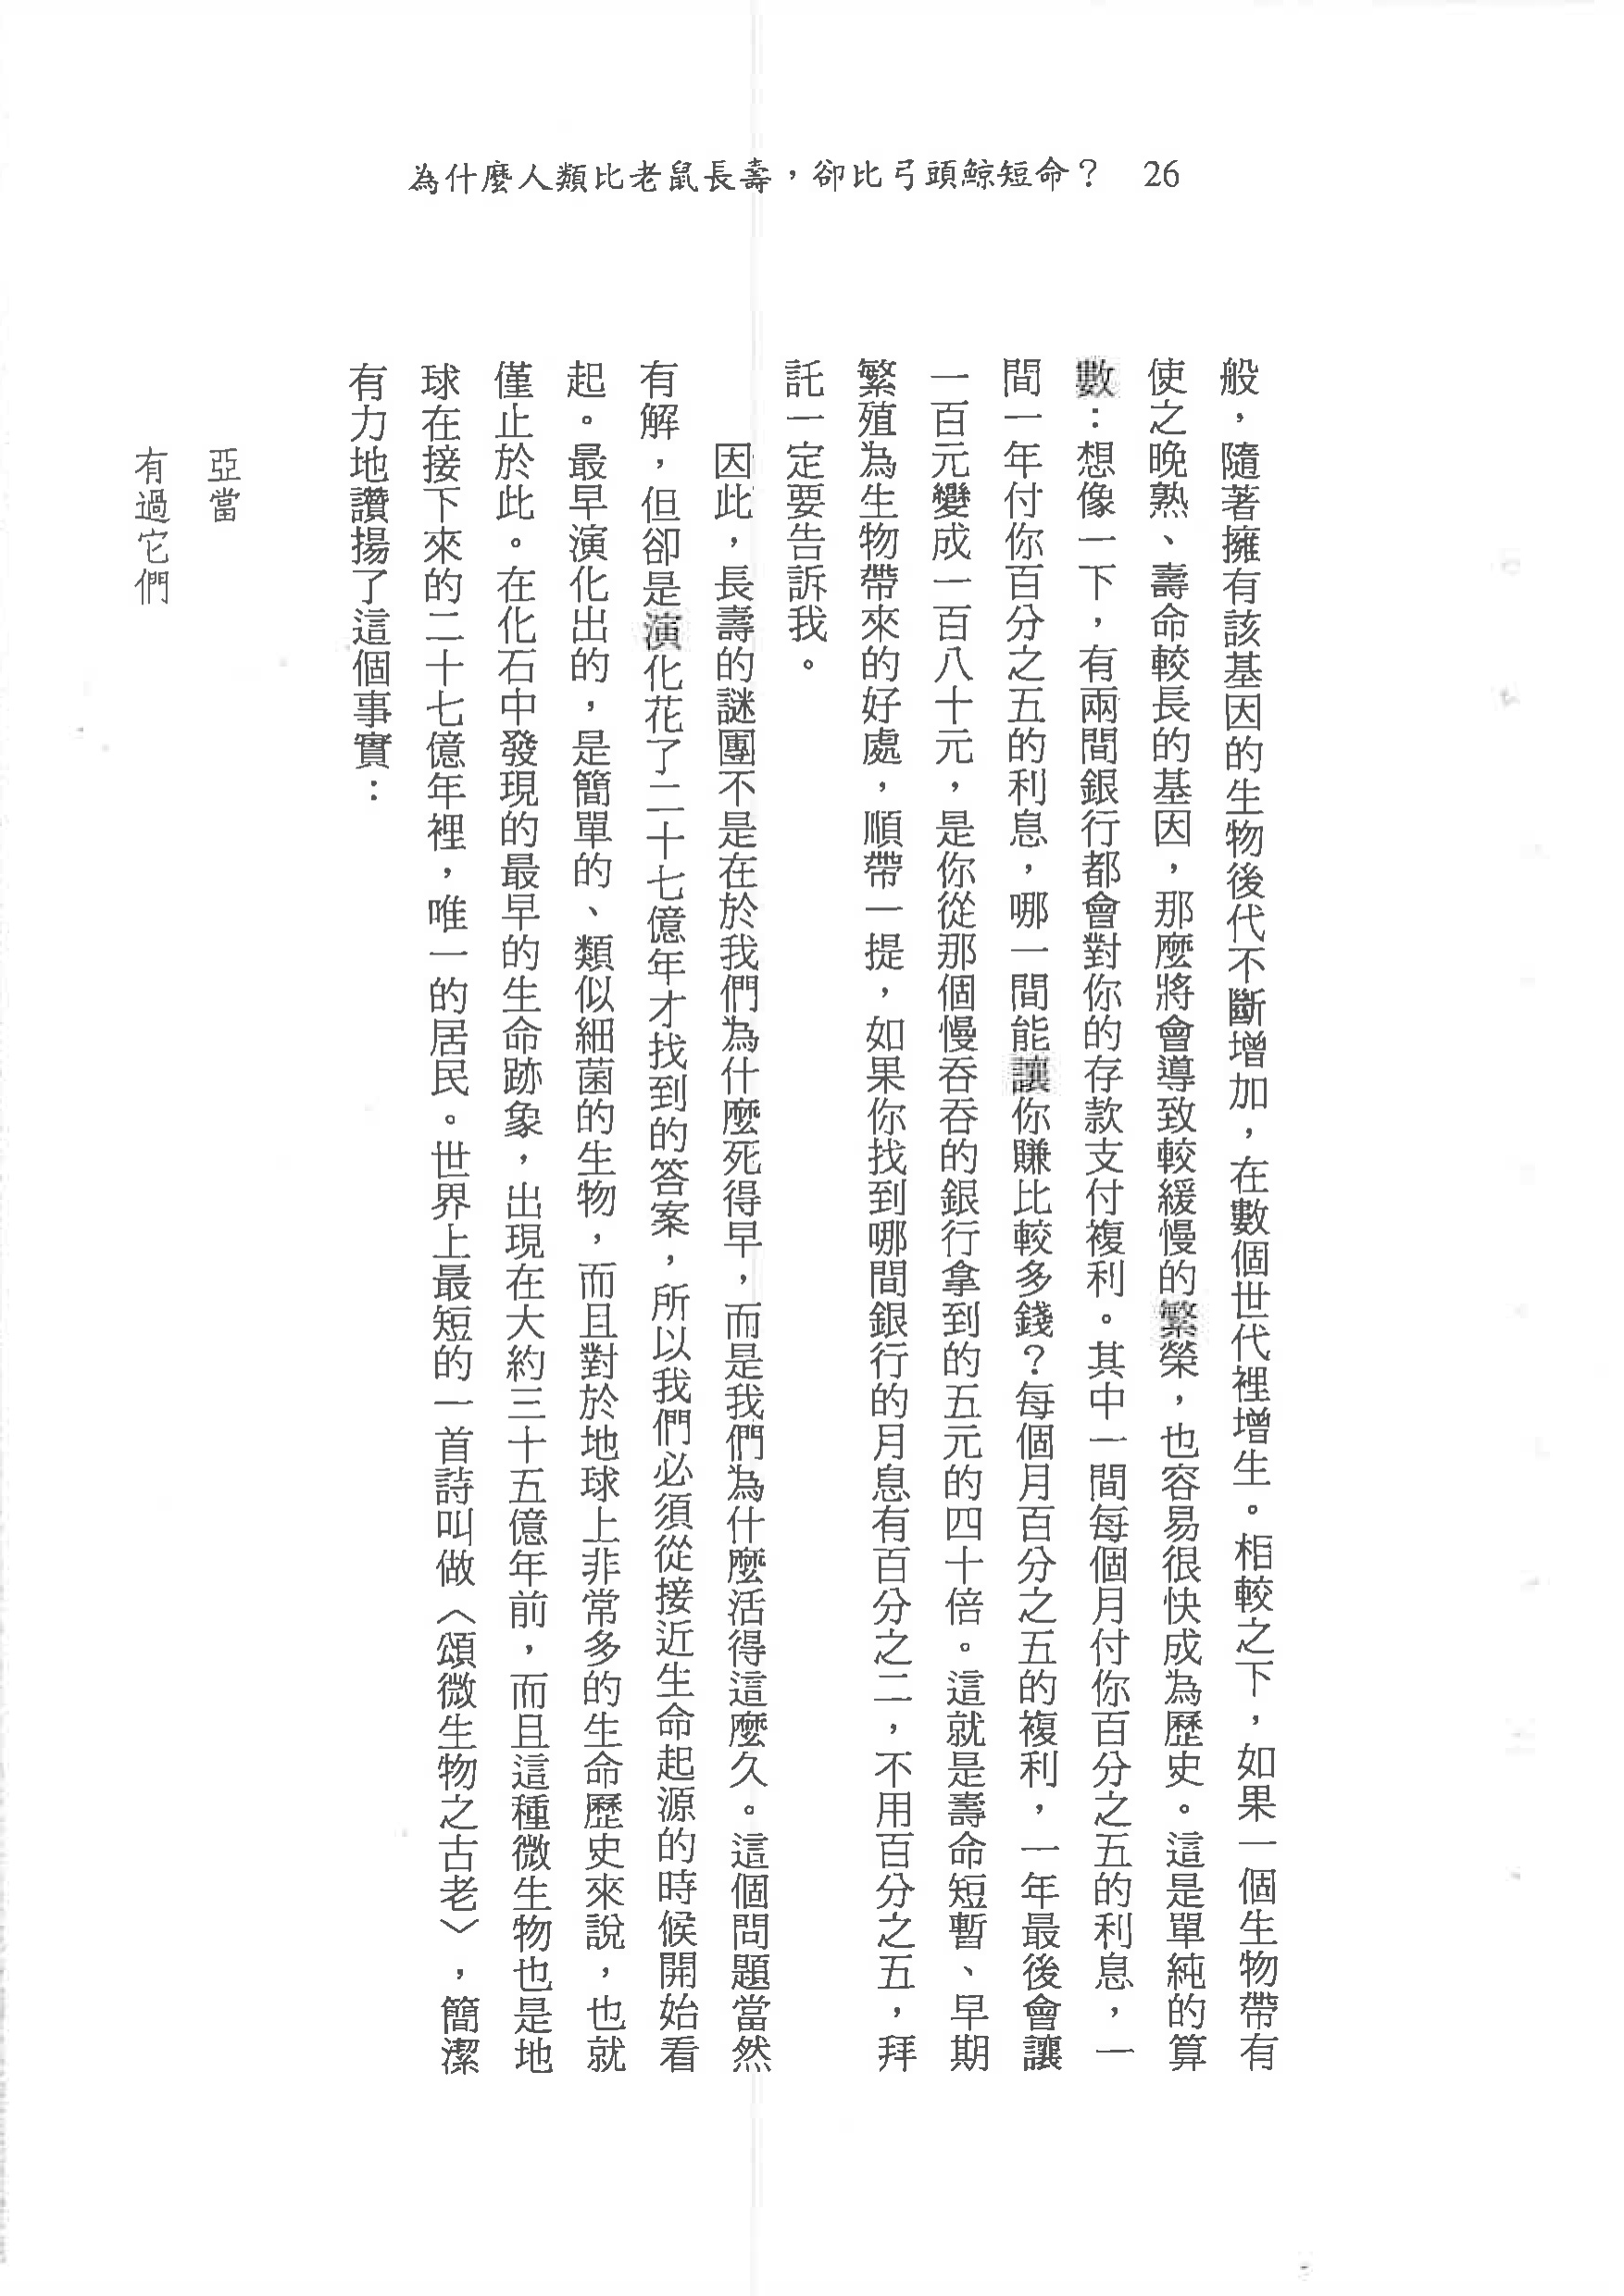 為什麼人類比老鼠長壽，卻比弓頭鯨短命？ 26
般，隨著擁有該基因的生物後代不斷增加，在數個世代裡增生。相較之下，如果一個生物帶有
使之晚熟、壽命較長的基因，那麼將會導致較緩慢的繁榮，也容易很快成為歷史。這是單純的算
數：想像一下，有兩間銀行都會對你的存款支付複利。其中一間每個月付你百分之五的利息，一
間一年付你百分之五的利息，哪一間能讓你賺比較多錢？每個月百分之五的複利，一年最後會讓
一百元變成一百八十元，是你從那個慢吞吞的銀行拿到的五元的四十倍。這就是壽命短暫、早期
繁殖為生物帶來的好處，順帶一提，如果你找到哪間銀行的月息有百分之二，不用百分之五，拜
託一定要告訴我。
因此，長壽的謎團不是在於我們為什麼死得早，而是我們為什麼活得這麼久。這個問題當然
有解，但卻是演化花了二十七億年才找到的答案，所以我們必須從接近生命起源的時候開始看
起。最早演化出的，是簡單的、類似細菌的生物，而且對於地球上非常多的生命歷史來說，也就
僅止於此。在化石中發現的最早的生命跡象，出現在大約三十五億年前，而且這種微生物也是地
球在接下來的二十七億年裡，唯一的居民。世界上最短的一首詩叫做〈頌微生物之古老〉，簡潔
有力地讚揚了這個事實：
亞當
有過它們